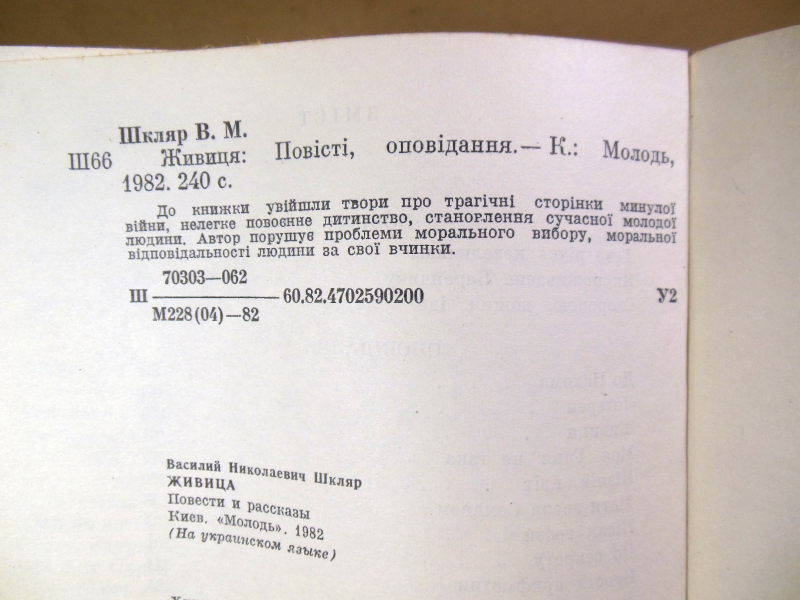 Шкляр В. М.
Ш66 Живиця: Повісті, оповідання.— К.: Молодь,
1982. 240 с.
До книжки увійшли твори про трагічні сторінки минулої
війни, нелегке повоєнне дитинство, становлення сучасної молодої
людини. Автор порушує проблеми морального вибору, моральної
відповідальності людини за свої вчинки.
70303—062
Ш ———— 60.82.4702590200 У2
М228(04)—82
Василий Николаевич Шкляр
ЖИВИЦА
Повести и рассказы
Киев. «Молодь». 1982
(На украинском языке)